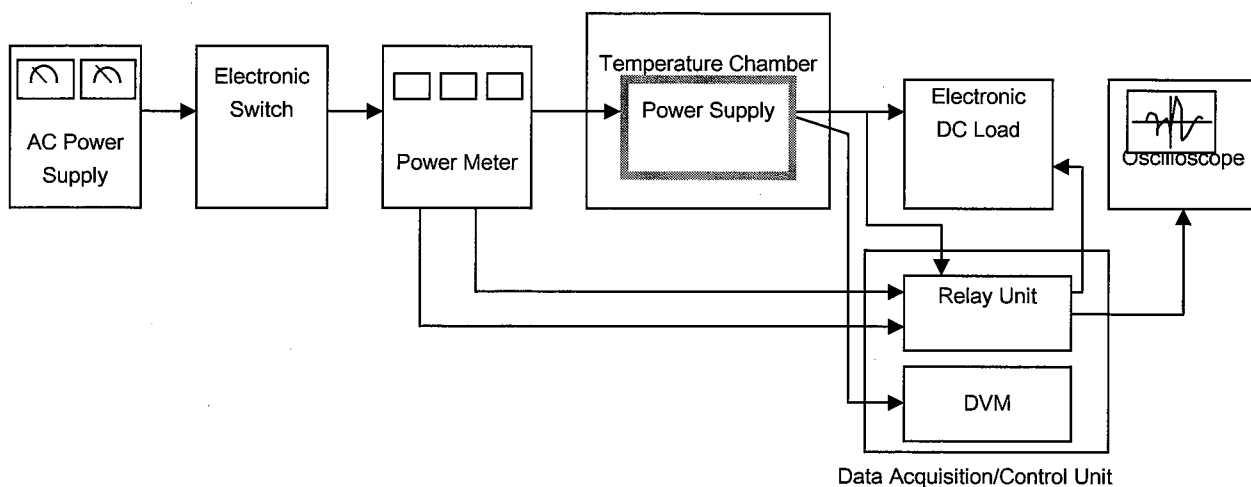 AC Power
Supply
Electronic
Switch
Power Meter
Temperature Chamber
Power Supply
Electronic
DC Load
Oscilloscope
Relay Unit
DVM
Data Acquisition/Control Unit